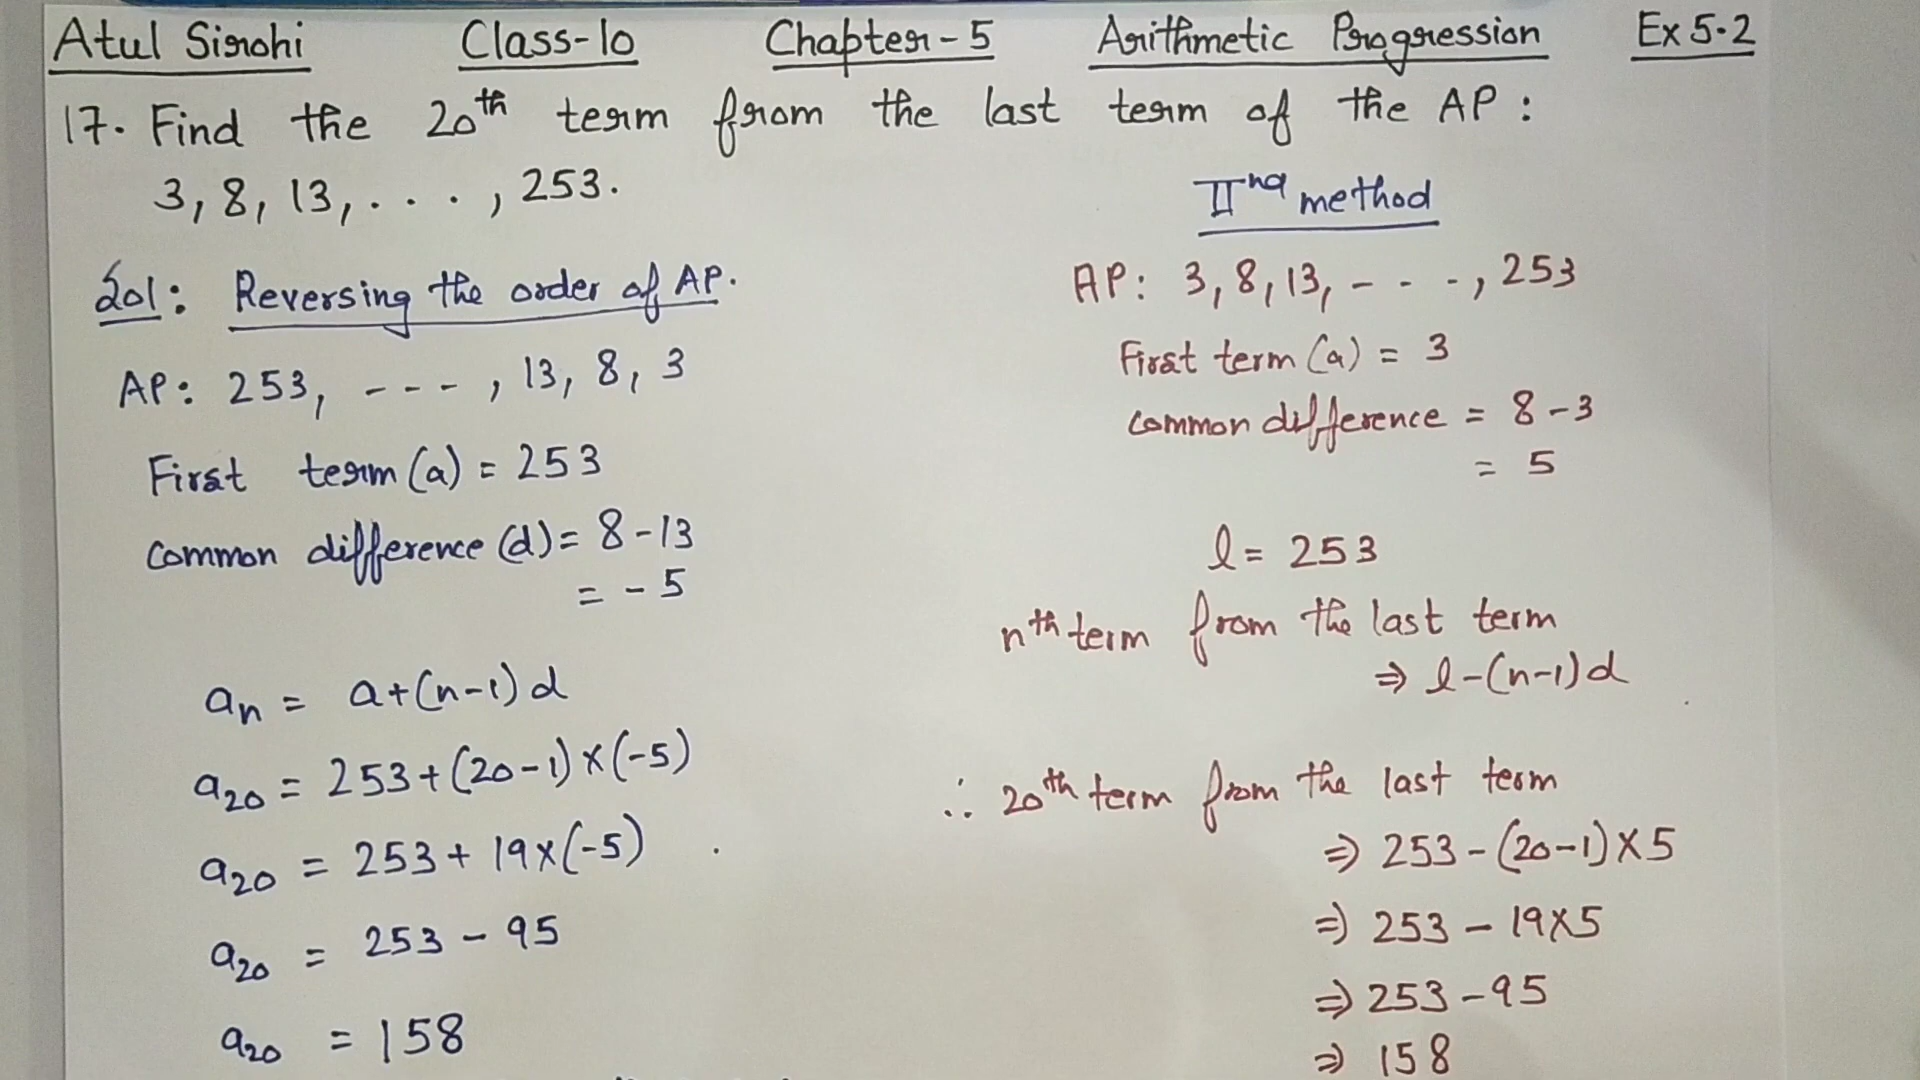 Atul Sirohi Class-10 Chapter-5 Arithmetic Progression Ex 5.2
17. Find the 20th term from the last term of the AP :
3, 8, 13, . . . , 253.
Sol: Reversing the order of AP.
AP: 253, - - - , 13, 8, 3
First term (a) = 253
Common difference (d) = 8 - 13
= - 5
an = a+(n-1) d
a20 = 253 + (20-1) × (-5)
a20 = 253 + 19×(-5)
a20 = 253 - 95
a20 = 158
IInd method
AP: 3, 8, 13, - - - , 253
First term (a) = 3
Common difference = 8 - 3
= 5
l = 253
nth term from the last term
⇒ l-(n-1)d
∴ 20th term from the last term
⇒ 253 - (20-1) × 5
⇒ 253 - 19×5
⇒ 253 - 95
⇒ 158